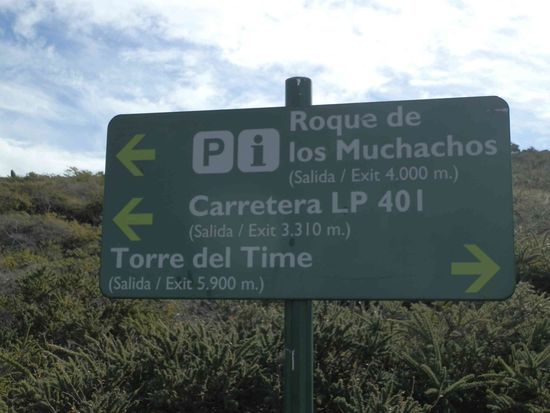 P i Roque de
los Muchachos
(Salida / Exit 4.000 m.)
Carretera LP 401
(Salida / Exit 3.310 m.)
Torre del Time
(Salida / Exit 5.900 m.)